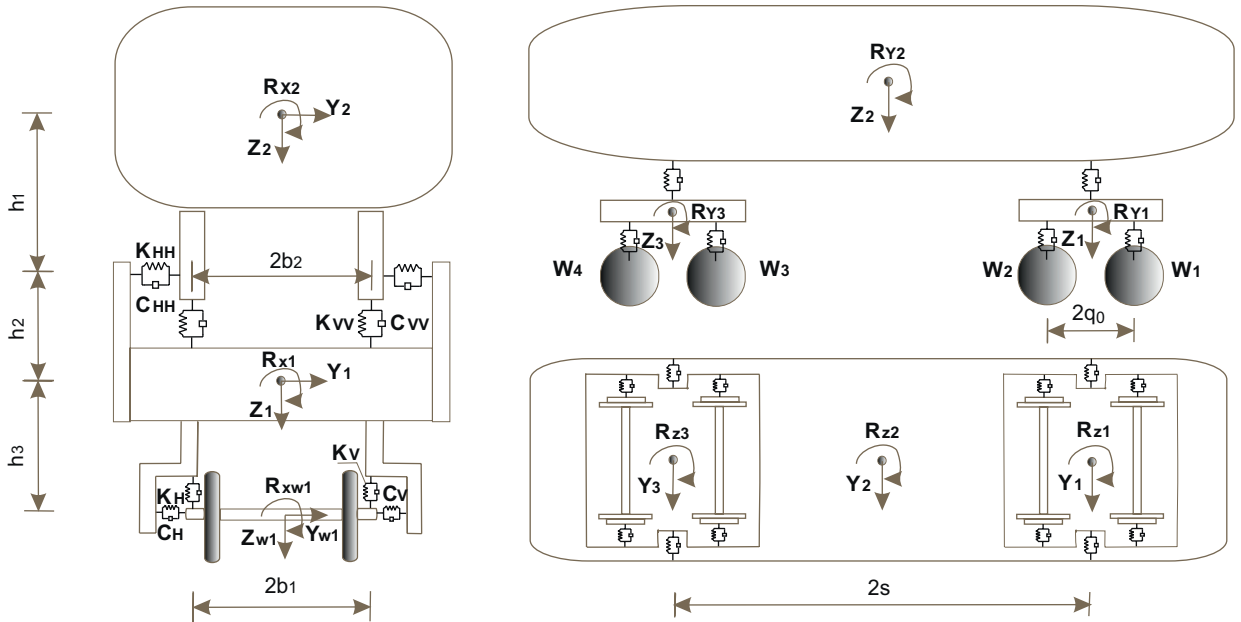 RX2
Y2
Z2
h1
KHH
2b2
CHH
KVV
CVV
h2
Rx1
Y1
Z1
h3
KV
KH
Rxw1
CV
CH
Zw1
Yw1
2b1
RY2
Z2
RY3
Z3
W4
W3
RY1
Z1
W2
W1
2q0
Rz3
Y3
Rz2
Y2
Rz1
Y1
2s